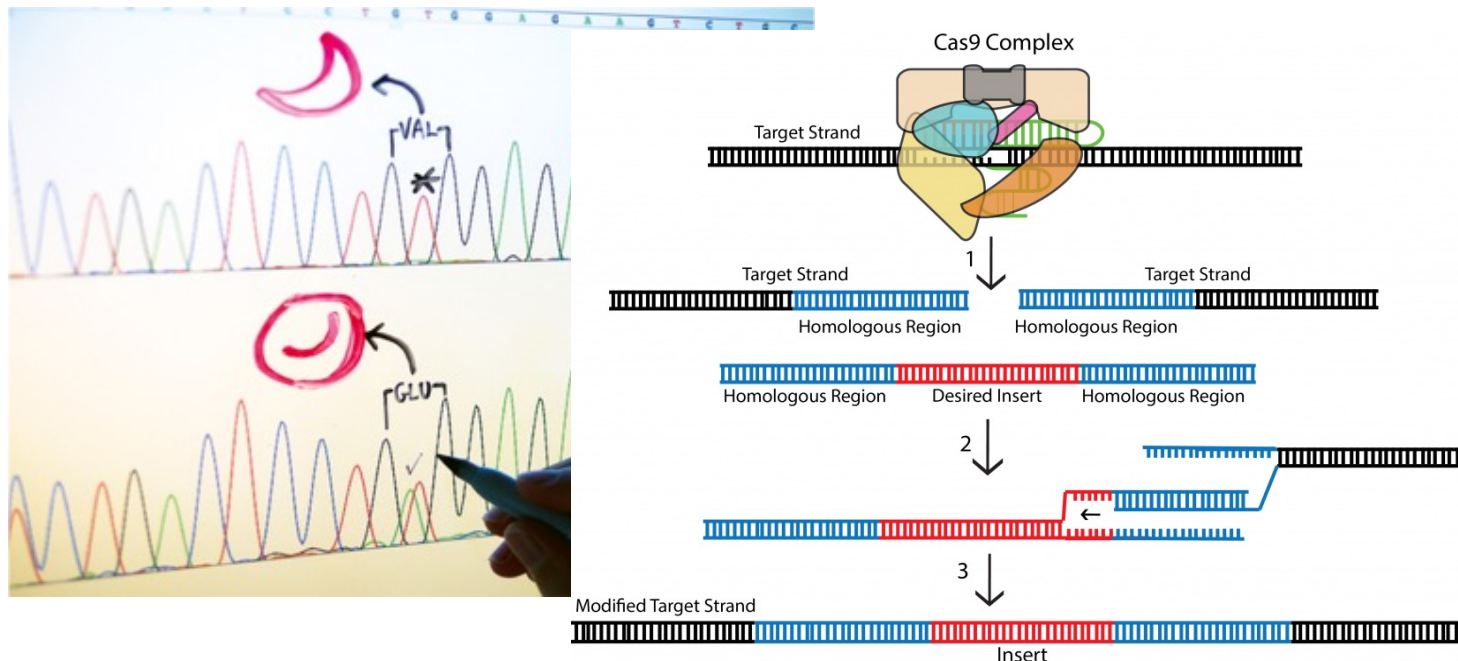 C C T G T G G A G A A G T C T G C
VAL
*
GLU
Cas9 Complex
Target Strand
1
Target Strand Target Strand
Homologous Region Homologous Region
Homologous Region Desired Insert Homologous Region
2
3
Modified Target Strand
Insert